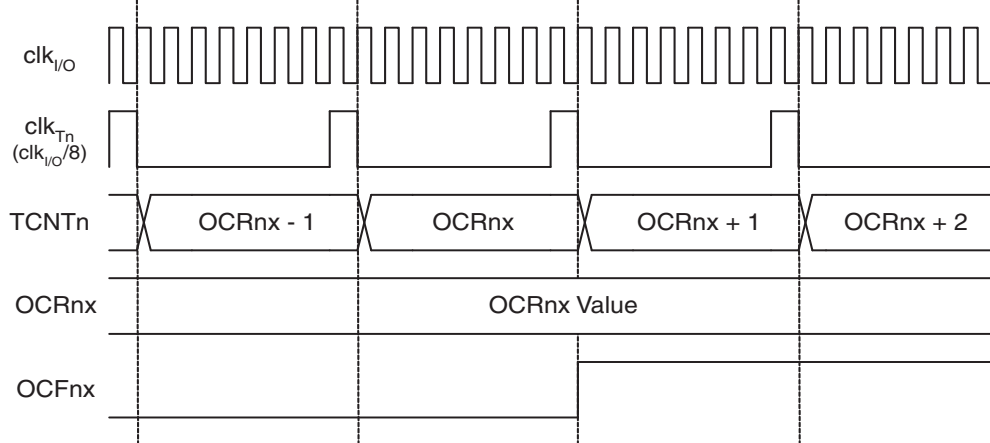 clkI/O
clkTn
(clkI/O/8)
TCNTn OCRnx - 1 OCRnx OCRnx + 1 OCRnx + 2
OCRnx OCRnx Value
OCFnx